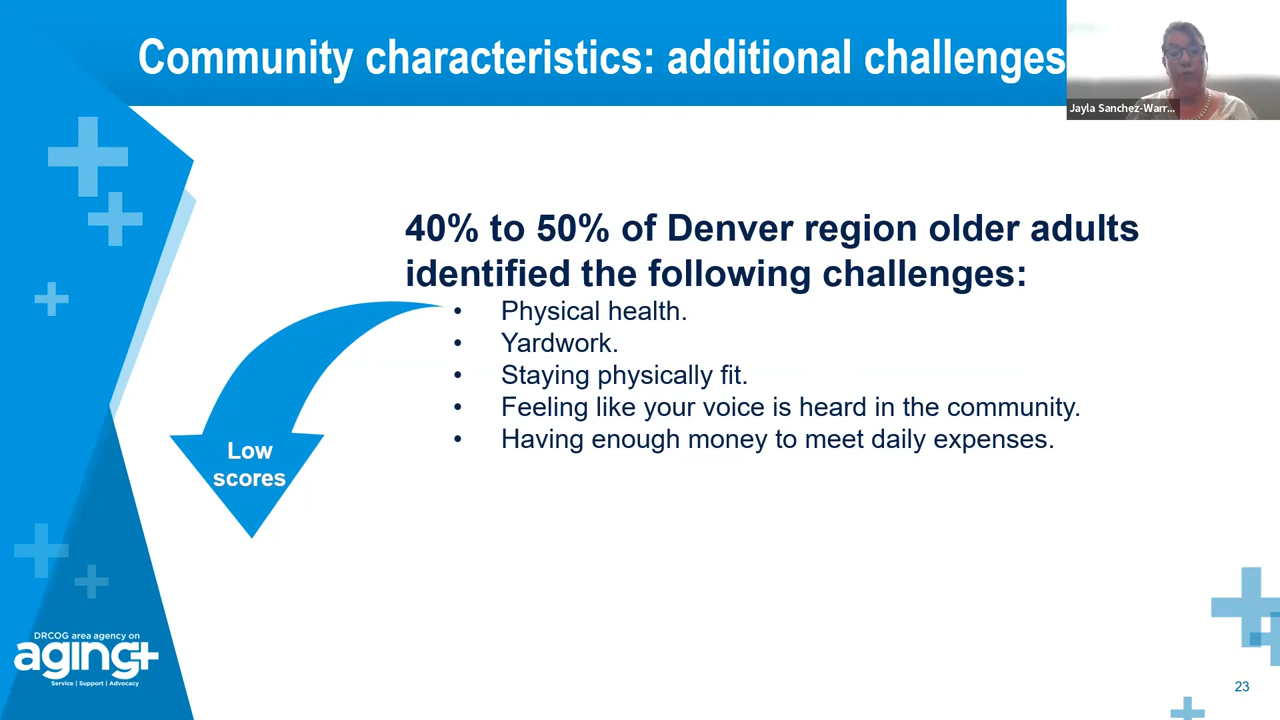 Community characteristics: additional challenges
Jayla Sanchez-Warr...
40% to 50% of Denver region older adults
identified the following challenges:
• Physical health.
• Yardwork.
• Staying physically fit.
• Feeling like your voice is heard in the community.
• Having enough money to meet daily expenses.
Low
scores
DRCOG area agency on
aging+
Service | Support | Advocacy
23